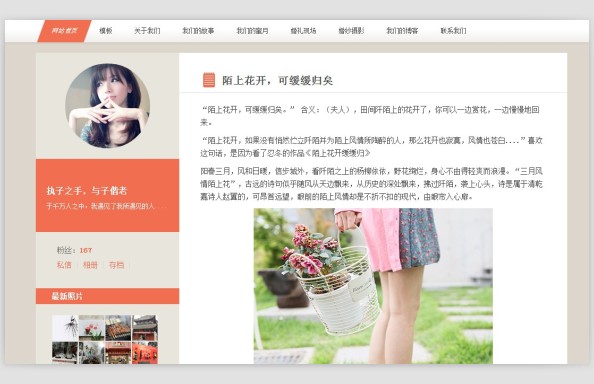 网站首页 模板 关于我们 我们的故事 我们的蜜月 婚礼现场 婚纱摄影 我们的博客 联系我们
陌上花开，可缓缓归矣
“陌上花开，可缓缓归矣。” 含义：（夫人），田间阡陌上的花开了，你可以一边赏花，一边慢慢地回
来。
“陌上花开，如果没有悄然伫立阡陌并为陌上风情所陶醉的人，那么花开也寂寞，风情也苍白....”喜欢
这句话，是因为看了忍冬的作品《陌上花开缓缓归》
阳春三月，风和日暖，信步城外，看阡陌之上的杨柳依依，野花绚烂，身心不由得轻爽而浪漫。“三月风
情陌上花”，古远的诗句似乎随风从天边飘来，从历史的深处飘来，拂过阡陌，袭上心头，诗是属于清乾
嘉诗人赵翼的，可昂首远望，眼前的陌上风情却是不折不扣的现代，由眼帘入心扉。
执子之手，与子偕老
于千万人之中，我遇见了我所遇见的人....
粉丝：167
私信 相册 存档
最新照片